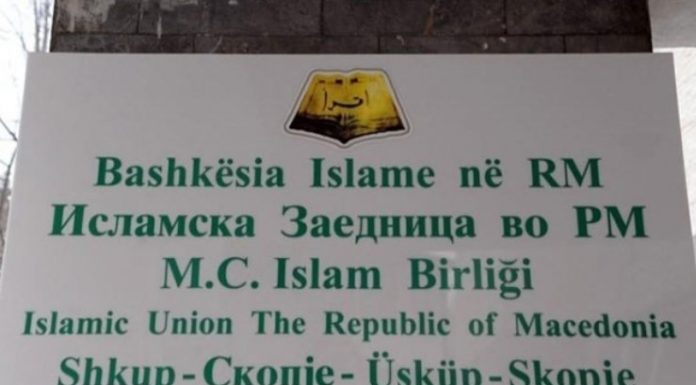 اقرأ
Bashkësia Islame në RM
Исламска Заедница во РМ
M.C. Islam Birliği
Islamic Union The Republic of Macedonia
Shkup - Скопје - Üsküp - Skopje